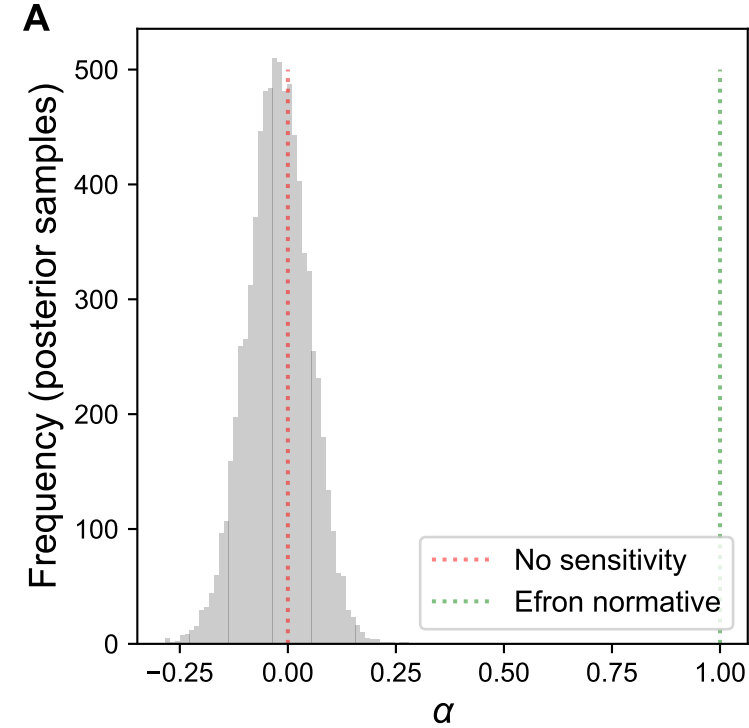 A
Frequency (posterior samples)
500
400
300
200
100
0
−0.25
0.00
0.25
0.50
0.75
1.00
α
No sensitivity
Efron normative